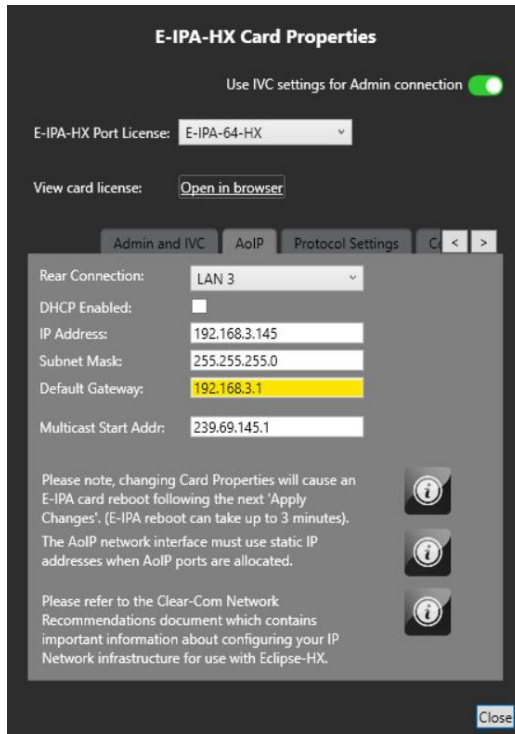 E-IPA-HX Card Properties
Use IVC settings for Admin connection
E-IPA-HX Port License: E-IPA-64-HX
View card license: Open in browser
Admin and IVC AoIP Protocol Settings < >
Rear Connection: LAN 3
DHCP Enabled:
IP Address: 192.168.3.145
Subnet Mask: 255.255.255.0
Default Gateway: 192.168.3.1
Multicast Start Addr: 239.69.145.1
Please note, changing Card Properties will cause an
E-IPA card reboot following the next 'Apply
Changes'. (E-IPA reboot can take up to 3 minutes).
The AoIP network interface must use static IP
addresses when AoIP ports are allocated.
Please refer to the Clear-Com Network
Recommendations document which contains
important information about configuring your IP
Network infrastructure for use with Eclipse-HX.
Close